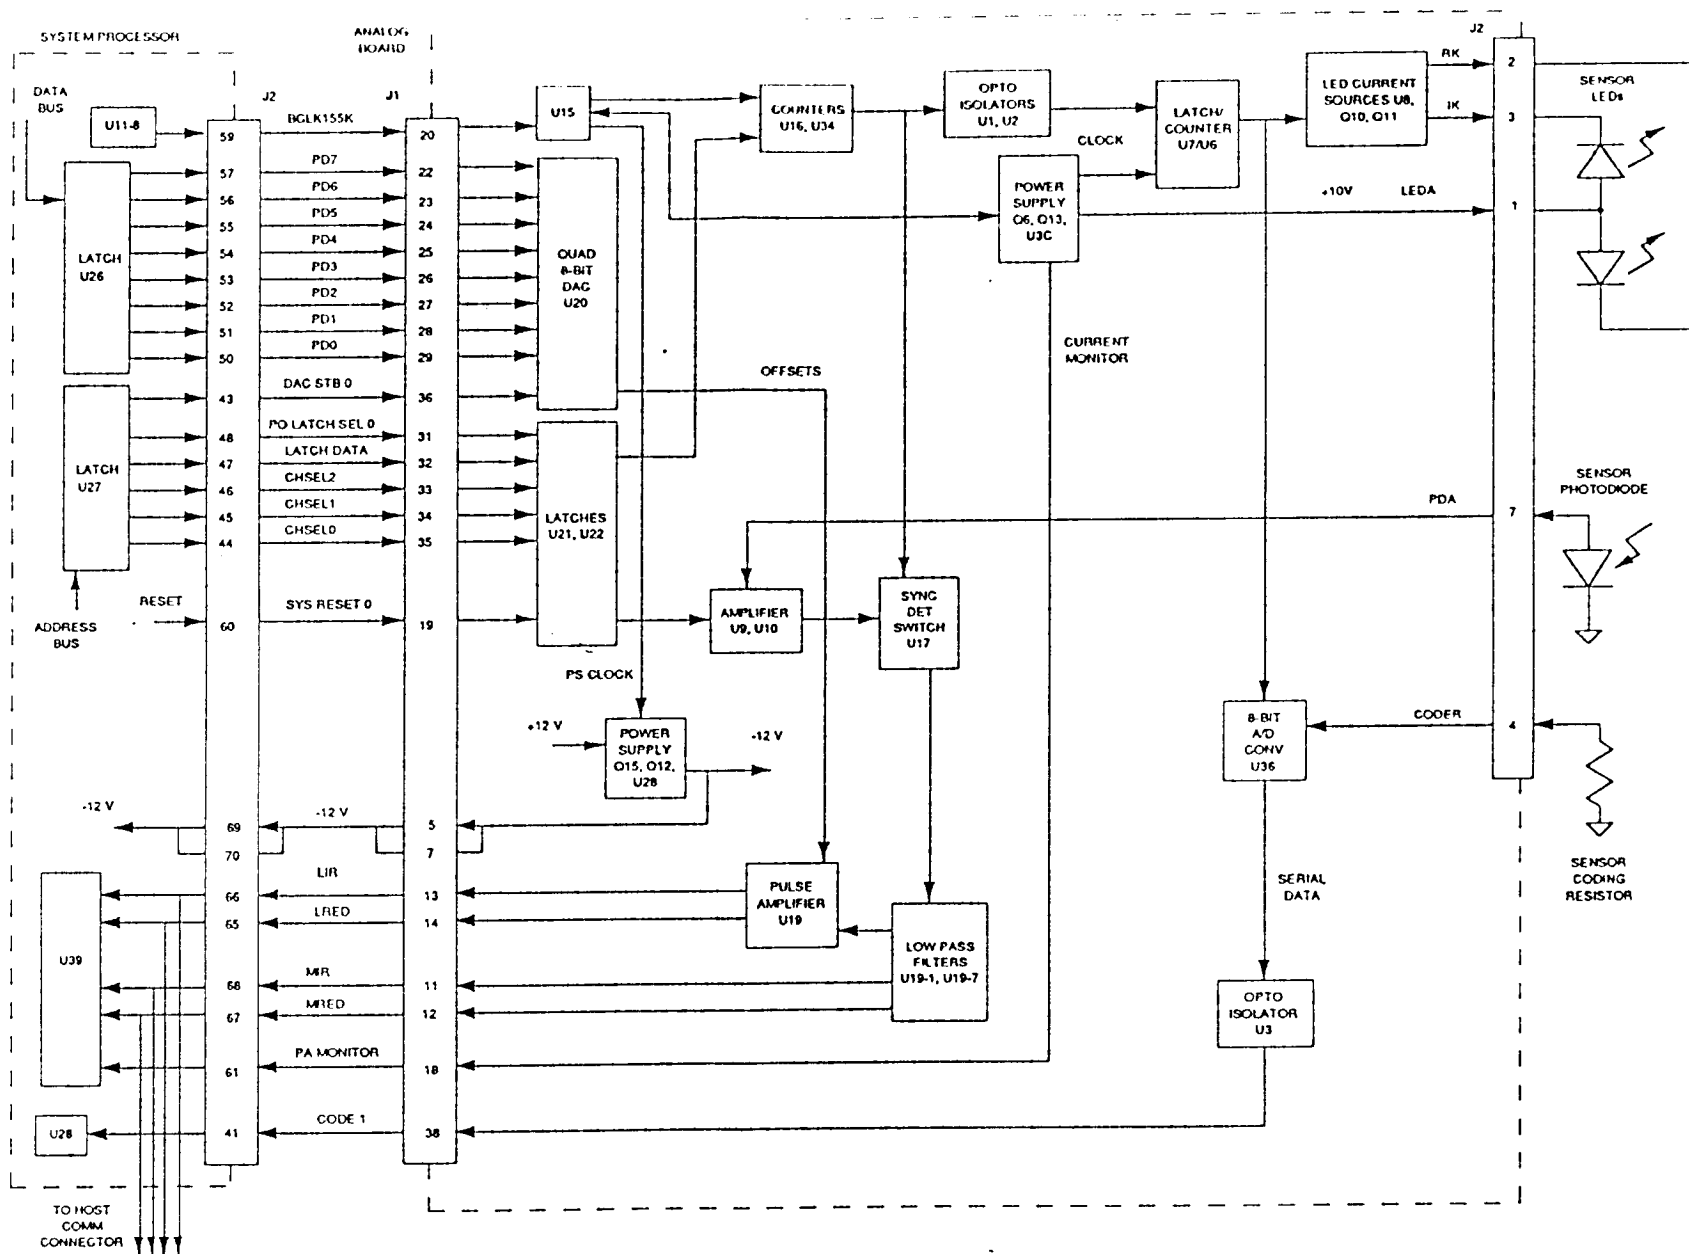 SYSTEM PROCESSOR
ANALOG
BOARD
DATA
BUS
U11-8
LATCH
U26
LATCH
U27
ADDRESS
BUS
RESET
J2
59
57
56
55
54
53
52
51
50
43
48
47
46
45
44
60
69
70
66
65
68
67
61
41
BCLK155K
PD7
PD6
PD5
PD4
PD3
PD2
PD1
PD0
DAC STB 0
PO LATCH SEL 0
LATCH DATA
CHSEL2
CHSEL1
CHSEL0
SYS RESET 0
-12 V
-12 V
LIR
LRED
MIR
MRED
PA MONITOR
CODE 1
U39
U28
TO HOST
COMM
CONNECTOR
J1
20
22
23
24
25
26
27
28
29
36
31
32
33
34
35
19
5
7
13
14
11
12
18
38
U15
QUAD
8-BIT
DAC
U20
LATCHES
U21, U22
PS CLOCK
+12 V
POWER
SUPPLY
Q15, Q12,
U28
-12 V
COUNTERS
U16, U34
OPTO
ISOLATORS
U1, U2
LATCH/
COUNTER
U7/U6
CLOCK
POWER
SUPPLY
Q6, Q13,
U3C
LED CURRENT
SOURCES U8,
Q10, Q11
RK
IK
+10V
LEDA
OFFSETS
CURRENT
MONITOR
PDA
AMPLIFIER
U9, U10
SYNC
DET
SWITCH
U17
8-BIT
A/D
CONV
U36
CODER
PULSE
AMPLIFIER
U19
LOW PASS
FILTERS
U19-1, U19-7
SERIAL
DATA
OPTO
ISOLATOR
U3
J2
2
3
1
7
4
SENSOR
LEDs
SENSOR
PHOTODIODE
SENSOR
CODING
RESISTOR